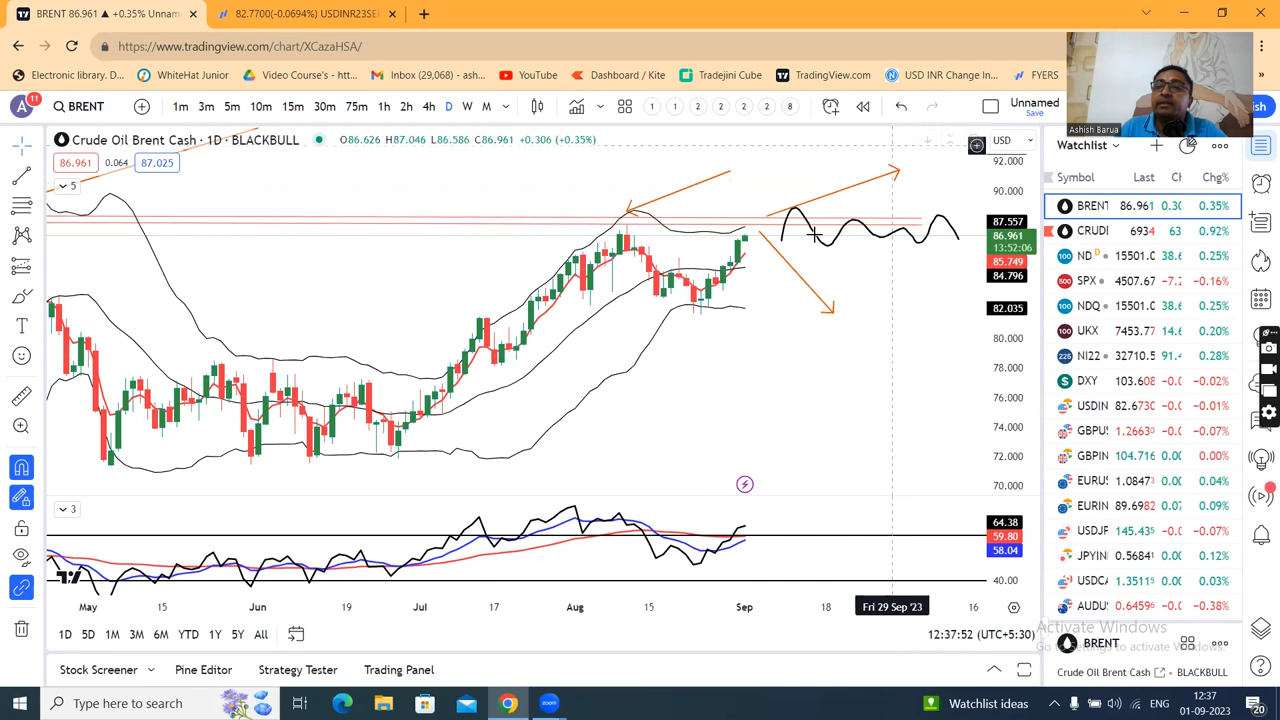 BRENT 86.961 ▲ +0.35% Unnam
82.7700(-0.0694%) USDINR23SE
https://www.tradingview.com/chart/XCazaHSA/
Electronic library. D...
WhiteHat Junior
Video Course's - htt...
Inbox (29,068) - ash...
YouTube
Dashboard / Kite
Tradejini Cube
TradingView.com
USD INR Change In...
FYERS
Ashish Barua
A
11
BRENT
1m 3m 5m 10m 15m 30m 75m 1h 2h 4h D W M
1 1 2 2 2 2 8
Unnamed
Save
ish
Crude Oil Brent Cash · 1D · BLACKBULL
O86.626 H87.046 L86.586 C86.961 +0.300 (+0.35%)
86.961 0.064 87.025
5
USD
92.000
90.000
87.557
86.961
13:52:06
85.749
84.796
82.035
80.000
78.000
76.000
74.000
72.000
70.000
3
64.38
59.80
58.04
40.00
May 15 Jun 19 Jul 17 Aug 15 Sep 18 Fri 29 Sep '23 16
1D 5D 1M 3M 6M YTD 1Y 5Y All
12:37:52 (UTC+5:30)
Stock Screener
Pine Editor
Strategy Tester
Trading Panel
Watchlist
Symbol Last Cl Chg%
BRENT 86.961 0.30 0.35%
CRUDI 6934 63 0.92%
ND D 15501.0 38.6 0.25%
SPX 4507.67 -7.2 -0.16%
NDQ 15501.0 38.6 0.25%
UKX 7453.77 14.6 0.20%
NI22 32710.5 91.4 0.28%
DXY 103.608 -0.0 -0.02%
USDIN 82.6730 -0.0 -0.01%
GBPUS 1.26630 -0.0 -0.07%
GBPIN 104.716 0.00 0.00%
EURUS 1.08473 0.00 0.04%
EURIN 89.6982 0.07 0.09%
USDJP 145.435 -0.0 -0.07%
JPYIN 0.5684 0.00 0.12%
USDCA 1.35115 0.00 0.03%
AUDUS 0.64596 -0.0 -0.38%
Activate Windows
Go to Settings to activate Windows.
BRENT
Crude Oil Brent Cash
BLACKBULL
Type here to search
Watchlist ideas
ENG
12:37
01-09-2023
20